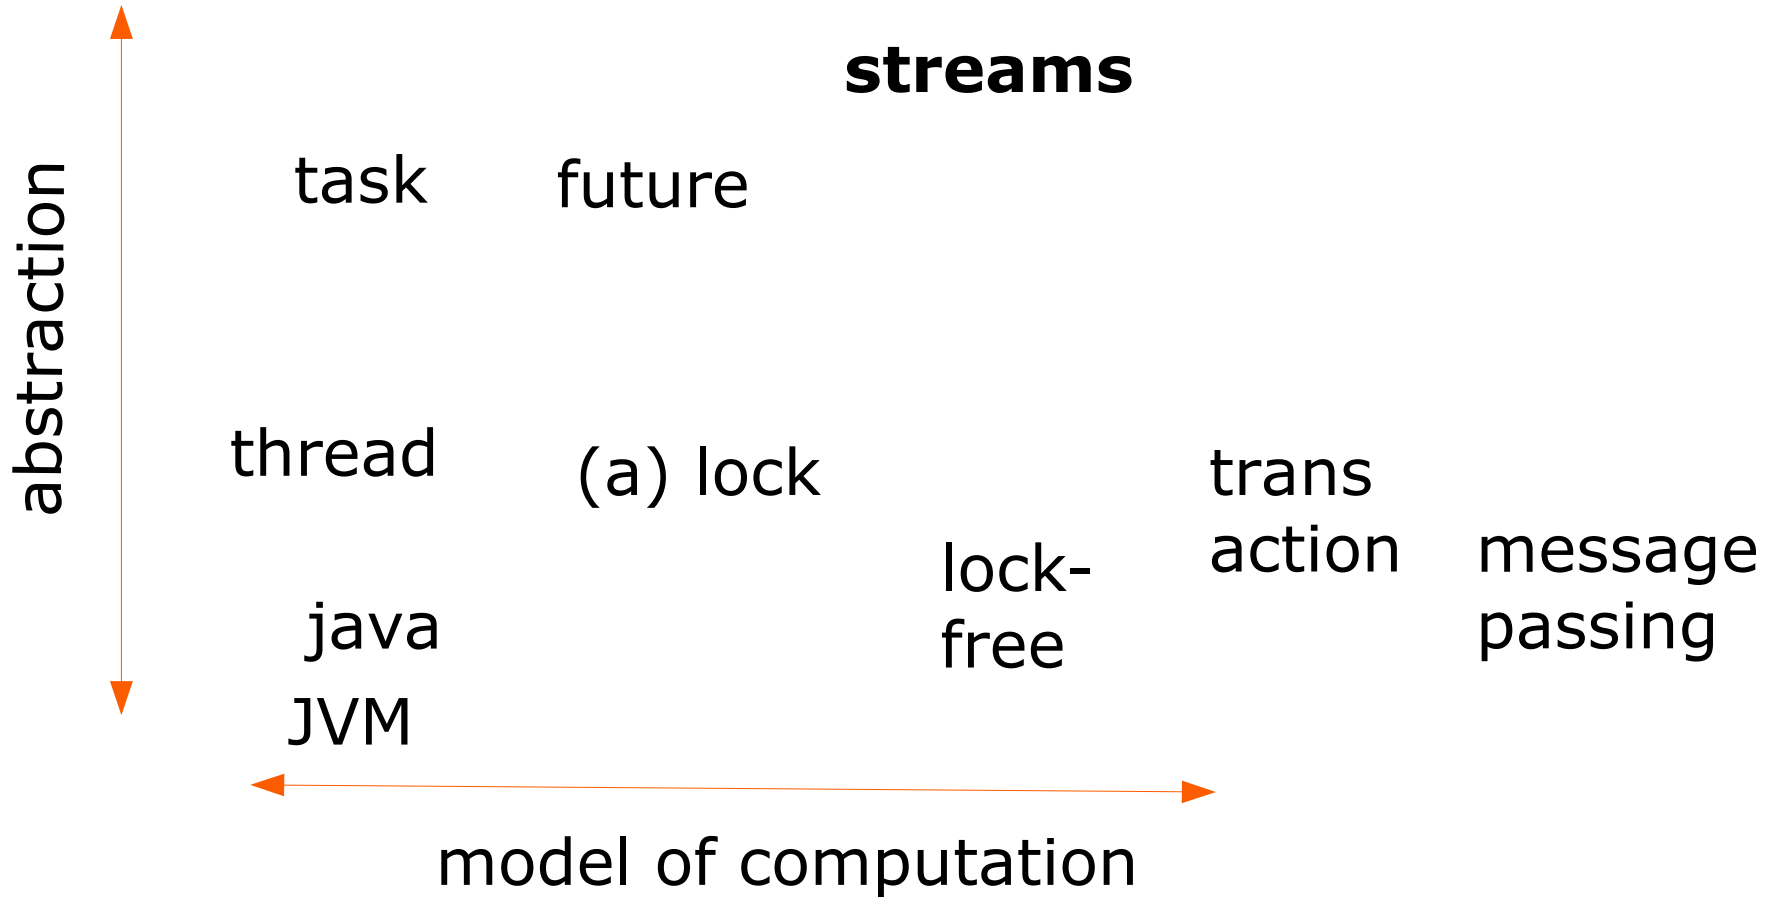 streams
task
future
abstraction
thread
(a) lock
trans
action
message
passing
lock-
free
java
JVM
model of computation